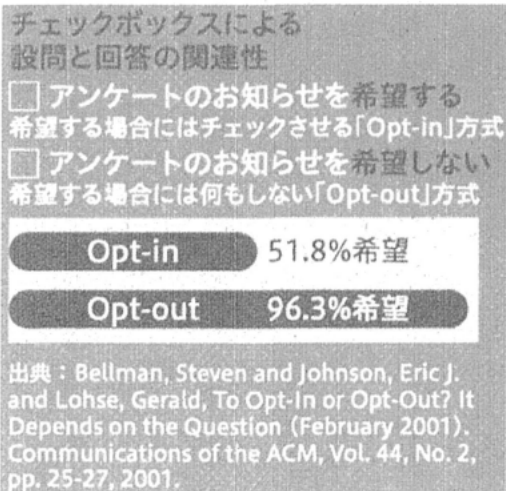 チェックボックスによる
設問と回答の関連性
□ アンケートのお知らせを希望する
希望する場合にはチェックさせる「Opt-in」方式
□ アンケートのお知らせを希望しない
希望する場合には何もしない「Opt-out」方式
Opt-in 51.8%希望
Opt-out 96.3%希望
出典：Bellman, Steven and Johnson, Eric J.
and Lohse, Gerald, To Opt-In or Opt-Out? It
Depends on the Question (February 2001).
Communications of the ACM, Vol. 44, No. 2,
pp. 25-27, 2001.